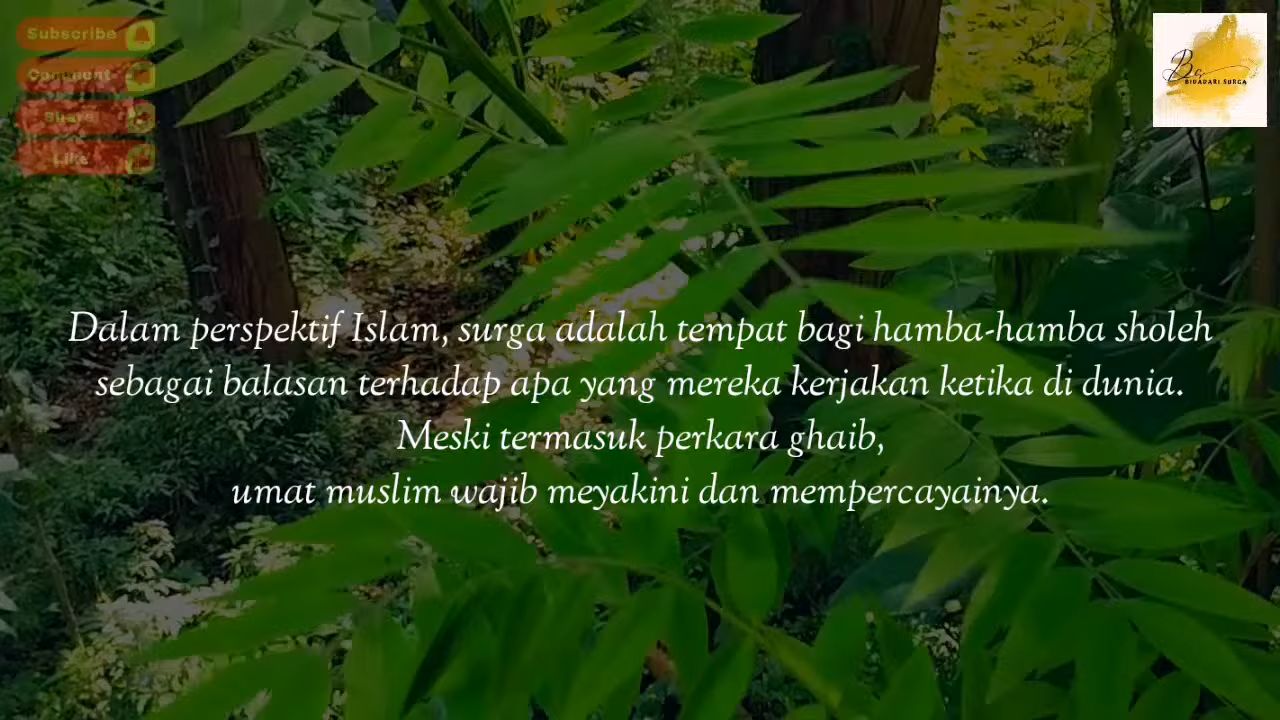 Subscribe
Comment
Share
Like
Bs
BIDADARI SURGA
Dalam perspektif Islam, surga adalah tempat bagi hamba-hamba sholeh
sebagai balasan terhadap apa yang mereka kerjakan ketika di dunia.
Meski termasuk perkara ghaib,
umat muslim wajib meyakini dan mempercayainya.